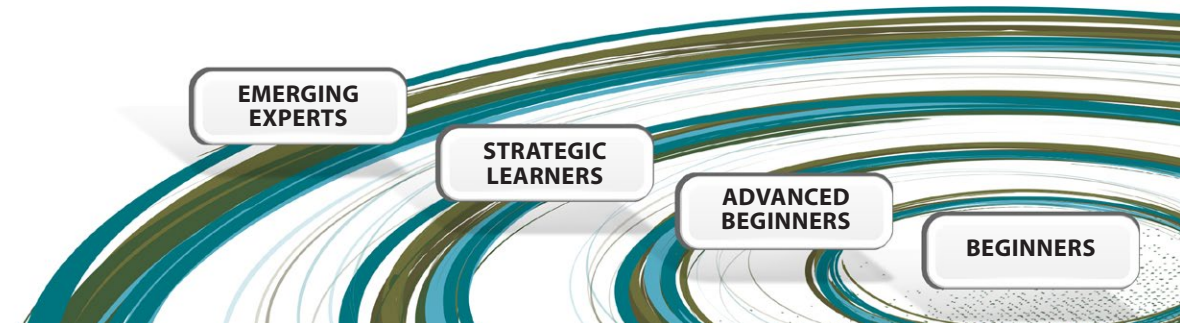 EMERGING
EXPERTS
STRATEGIC
LEARNERS
ADVANCED
BEGINNERS
BEGINNERS